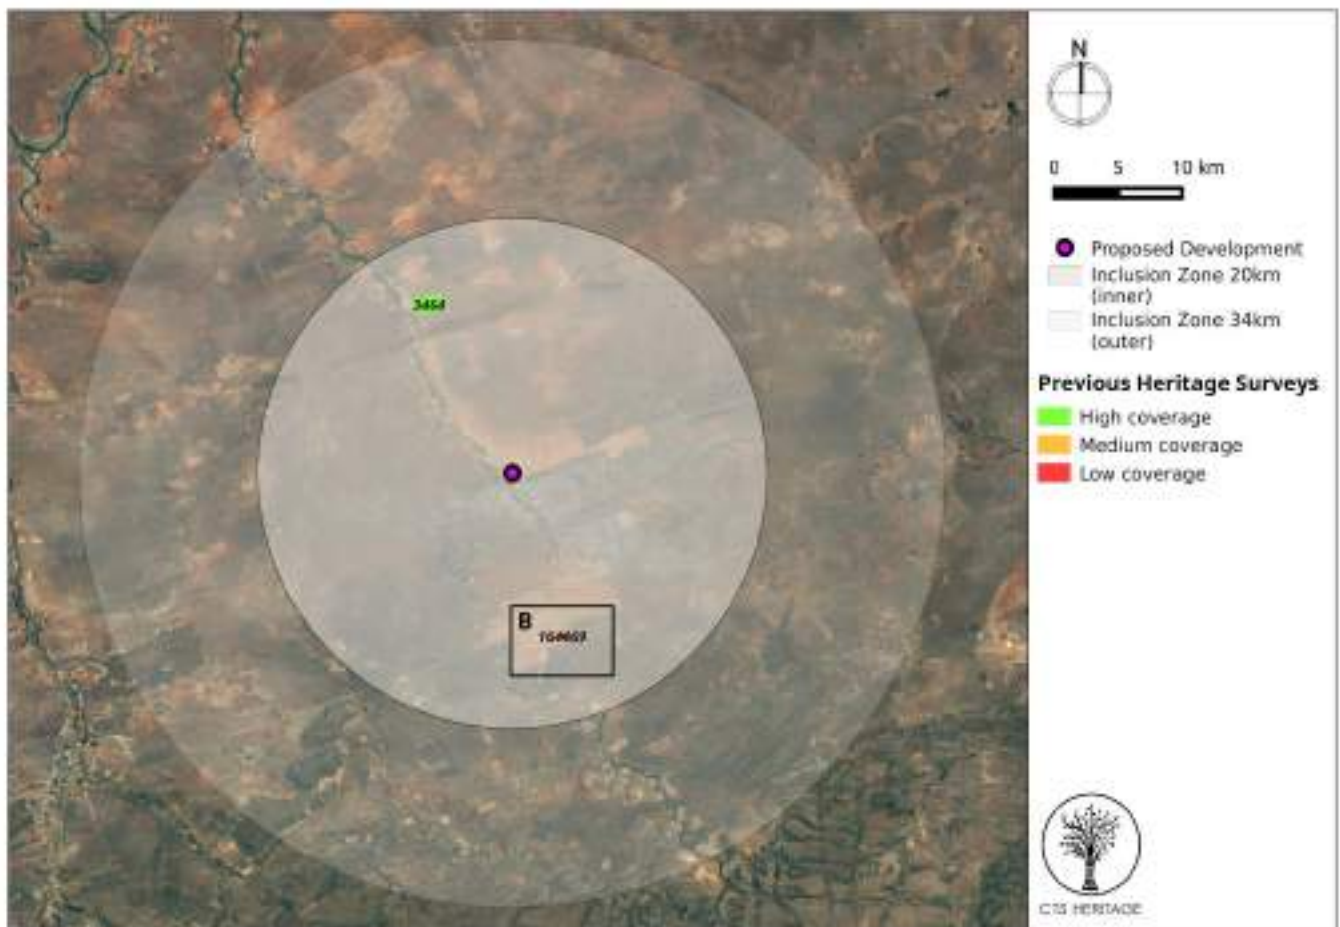 N
0 5 10 km
Proposed Development
Inclusion Zone 20km
(inner)
Inclusion Zone 34km
(outer)
Previous Heritage Surveys
High coverage
Medium coverage
Low coverage
B
CTS HERITAGE